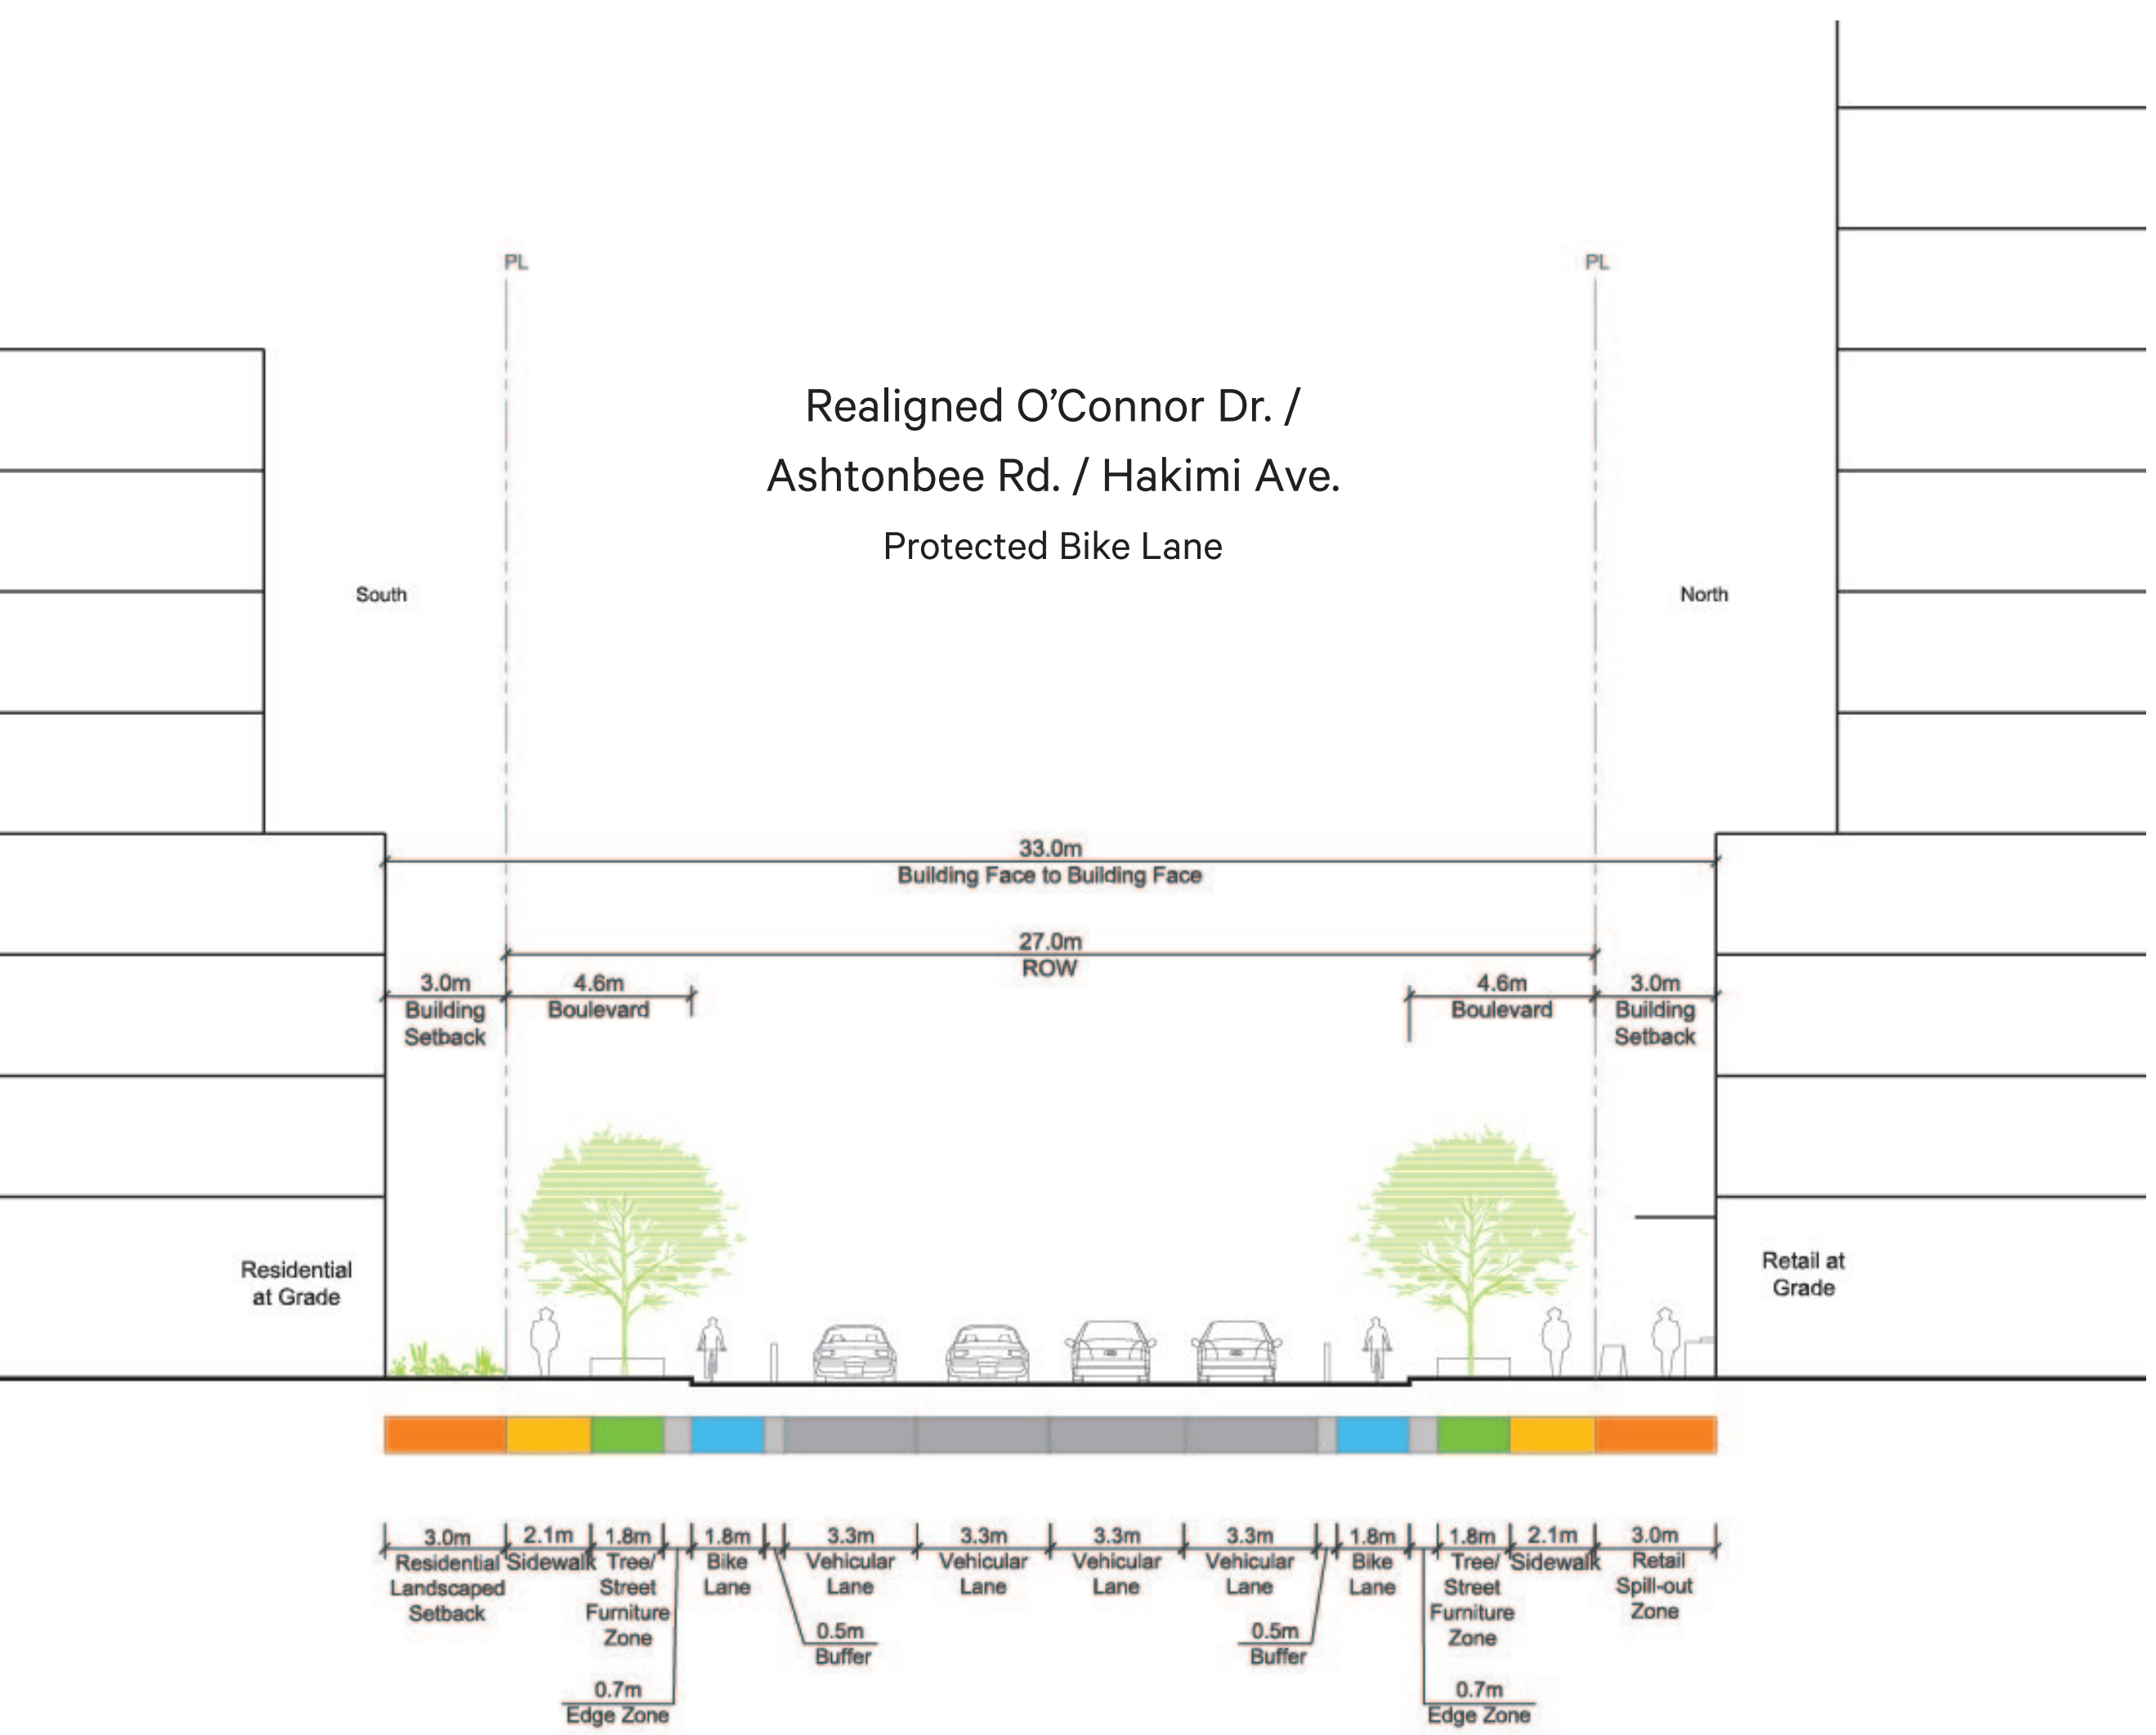 PL
PL
Realigned O’Connor Dr. /
Ashtonbee Rd. / Hakimi Ave.
Protected Bike Lane
South
North
33.0m
Building Face to Building Face
27.0m
ROW
3.0m
Building
Setback
4.6m
Boulevard
4.6m
Boulevard
3.0m
Building
Setback
Residential
at Grade
Retail at
Grade
3.0m
Residential
Landscaped
Setback
2.1m
Sidewalk
1.8m
Tree/
Street
Furniture
Zone
0.7m
Edge Zone
1.8m
Bike
Lane
0.5m
Buffer
3.3m
Vehicular
Lane
3.3m
Vehicular
Lane
3.3m
Vehicular
Lane
3.3m
Vehicular
Lane
0.5m
Buffer
1.8m
Bike
Lane
0.7m
Edge Zone
1.8m
Tree/
Street
Furniture
Zone
2.1m
Sidewalk
3.0m
Retail
Spill-out
Zone